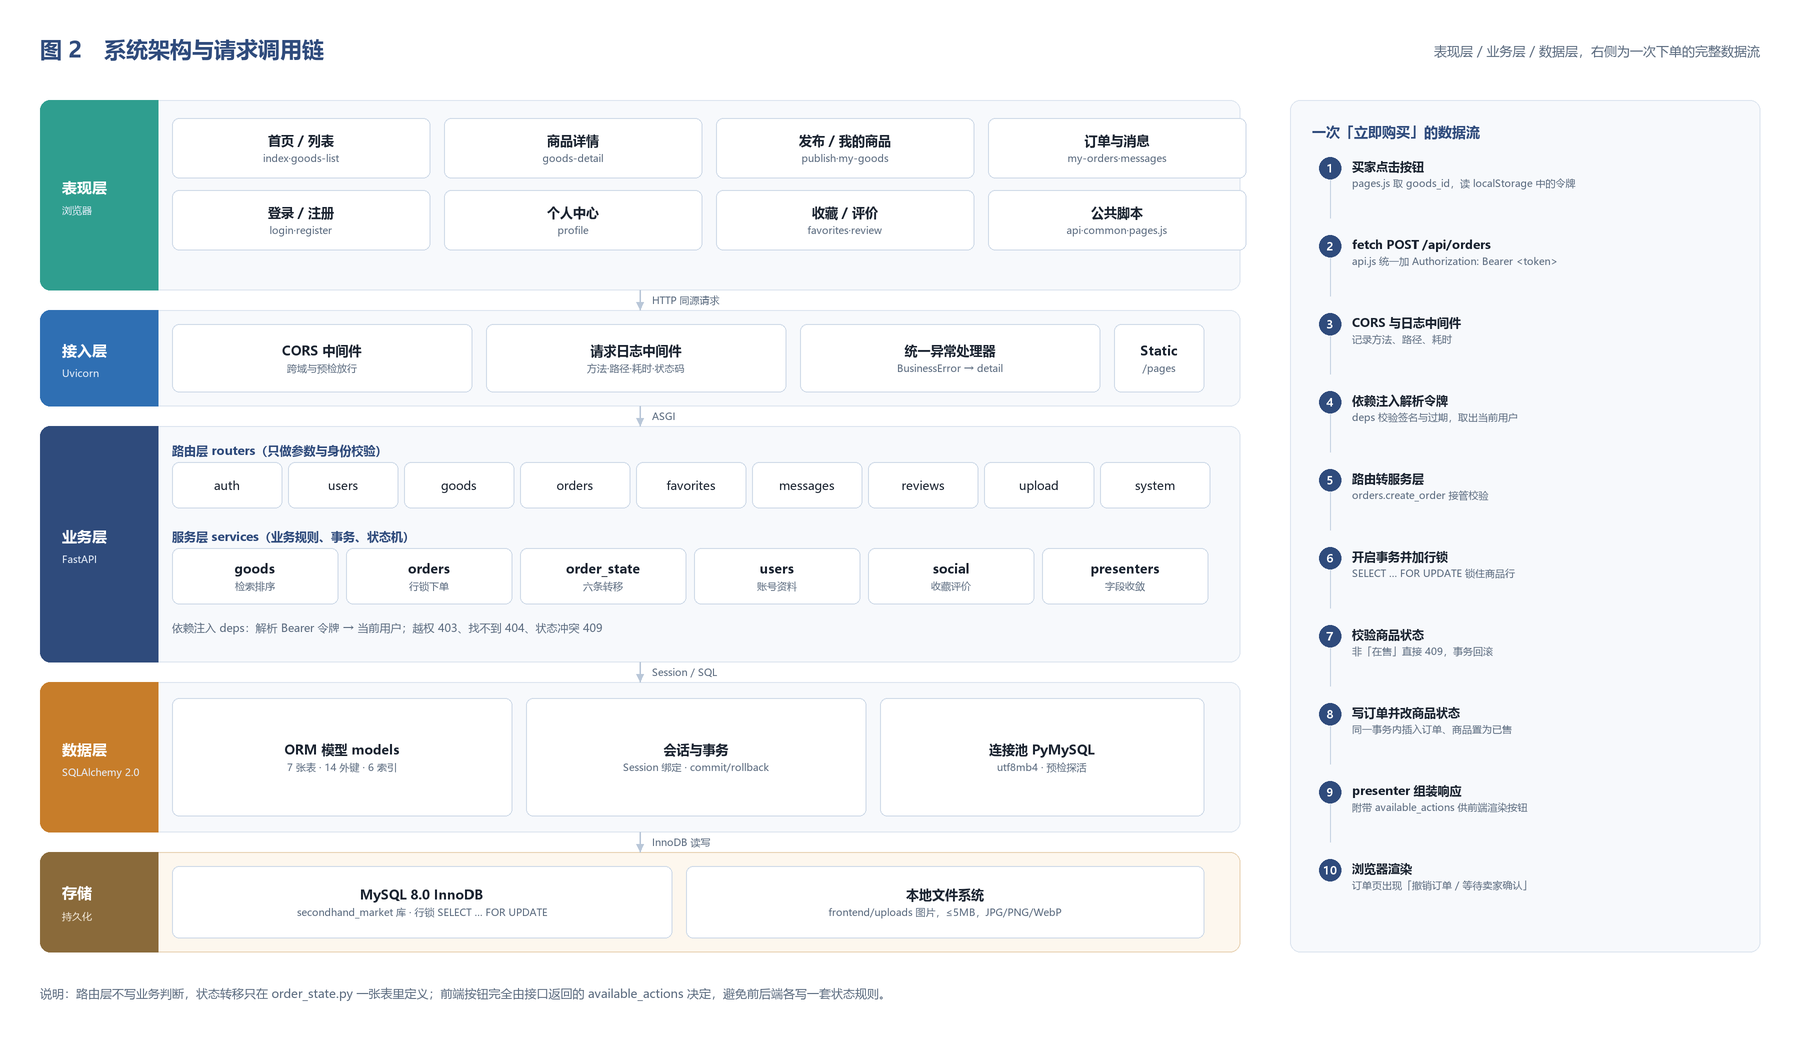 图 2 系统架构与请求调用链
表现层 / 业务层 / 数据层，右侧为一次下单的完整数据流
表现层
浏览器
首页 / 列表
index·goods-list
商品详情
goods-detail
发布 / 我的商品
publish·my-goods
订单与消息
my-orders·messages
登录 / 注册
login·register
个人中心
profile
收藏 / 评价
favorites·review
公共脚本
api·common·pages.js
HTTP 同源请求
接入层
Uvicorn
CORS 中间件
跨域与预检放行
请求日志中间件
方法·路径·耗时·状态码
统一异常处理器
BusinessError → detail
Static
/pages
ASGI
业务层
FastAPI
路由层 routers（只做参数与身份校验）
auth
users
goods
orders
favorites
messages
reviews
upload
system
服务层 services（业务规则、事务、状态机）
goods
检索排序
orders
行锁下单
order_state
六条转移
users
账号资料
social
收藏评价
presenters
字段收敛
依赖注入 deps：解析 Bearer 令牌 → 当前用户；越权 403、找不到 404、状态冲突 409
Session / SQL
数据层
SQLAlchemy 2.0
ORM 模型 models
7 张表 · 14 外键 · 6 索引
会话与事务
Session 绑定 · commit/rollback
连接池 PyMySQL
utf8mb4 · 预检探活
InnoDB 读写
存储
持久化
MySQL 8.0 InnoDB
secondhand_market 库 · 行锁 SELECT … FOR UPDATE
本地文件系统
frontend/uploads 图片，≤5MB，JPG/PNG/WebP
一次「立即购买」的数据流
1 买家点击按钮
pages.js 取 goods_id，读 localStorage 中的令牌
2 fetch POST /api/orders
api.js 统一加 Authorization: Bearer <token>
3 CORS 与日志中间件
记录方法、路径、耗时
4 依赖注入解析令牌
deps 校验签名与过期，取出当前用户
5 路由转服务层
orders.create_order 接管校验
6 开启事务并加行锁
SELECT … FOR UPDATE 锁住商品行
7 校验商品状态
非「在售」直接 409，事务回滚
8 写订单并改商品状态
同一事务内插入订单、商品置为已售
9 presenter 组装响应
附带 available_actions 供前端渲染按钮
10 浏览器渲染
订单页出现「撤销订单 / 等待卖家确认」
说明：路由层不写业务判断，状态转移只在 order_state.py 一张表里定义；前端按钮完全由接口返回的 available_actions 决定，避免前后端各写一套状态规则。